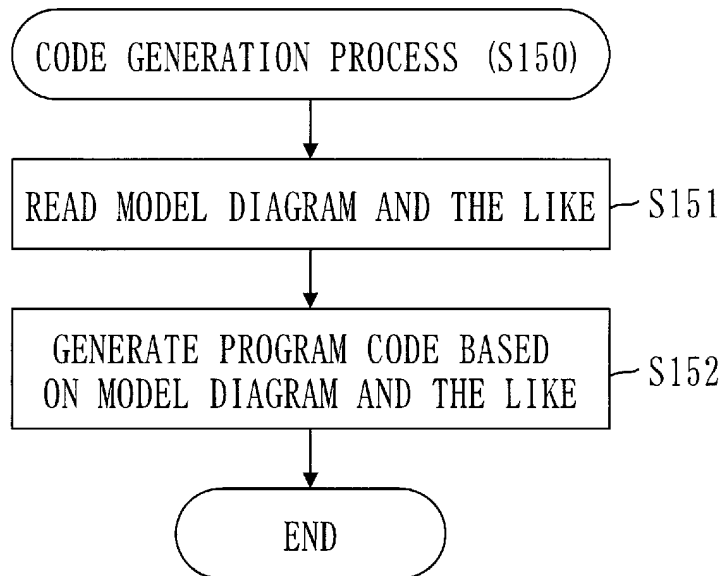 CODE GENERATION PROCESS (S150)
READ MODEL DIAGRAM AND THE LIKE
S151
GENERATE PROGRAM CODE BASED
ON MODEL DIAGRAM AND THE LIKE
S152
END